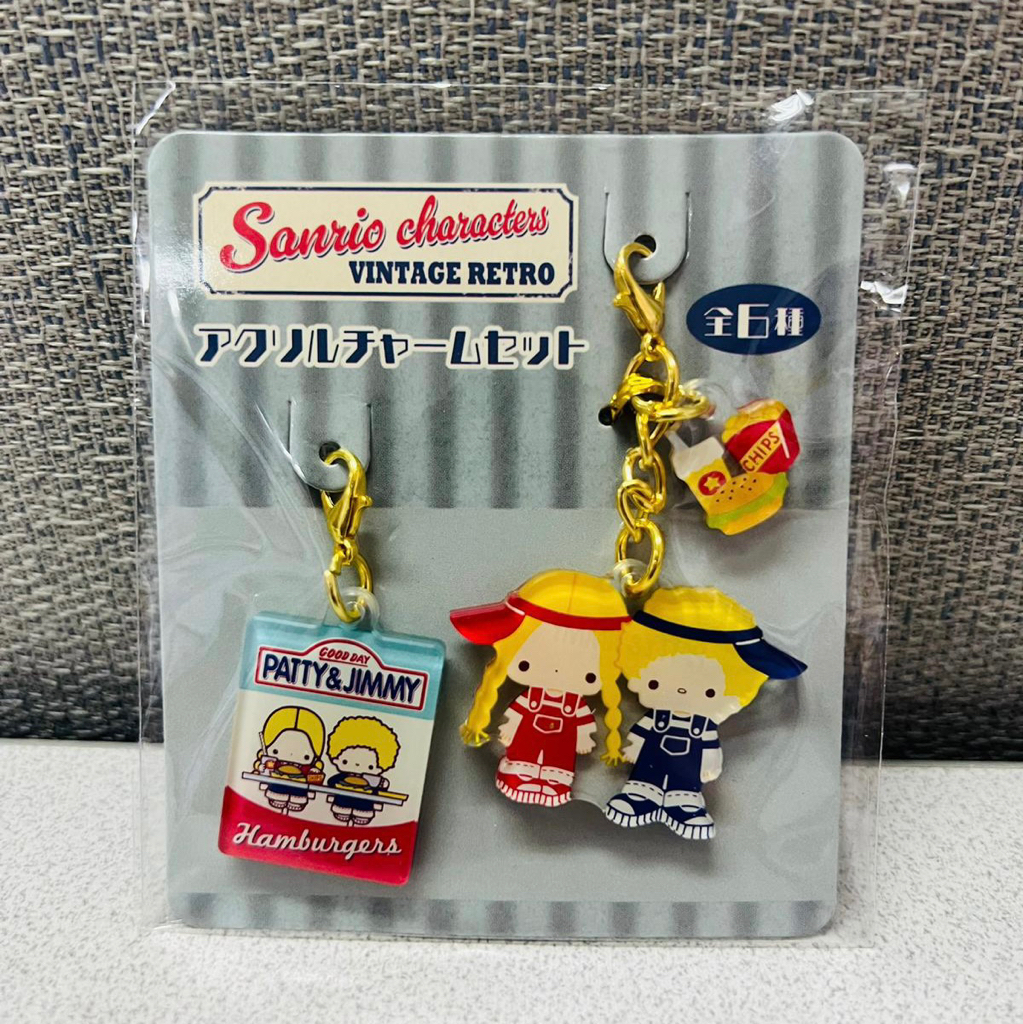 Sanrio characters
VINTAGE RETRO
アクリルチャームセット
全6種
CHIPS
GOOD DAY
PATTY&JIMMY
Hamburgers